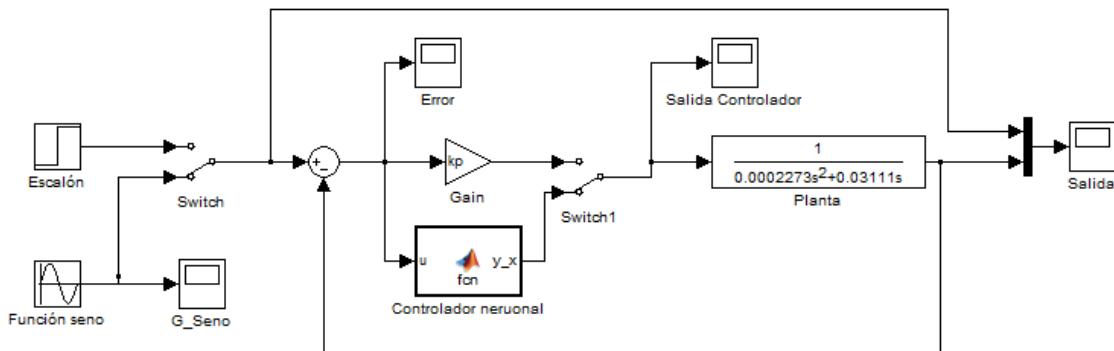 Error
Salida Controlador
Escalón
Switch
+
-
kp
Gain
Switch1
1
0.0002273s²+0.03111s
Planta
Salida
u
fcn
y_x
Controlador neruonal
Función seno
G_Seno